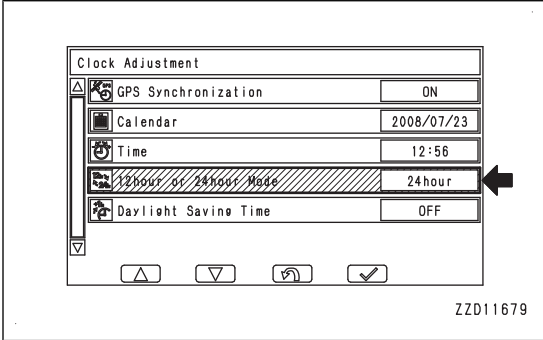 Clock Adjustment
GPS Synchronization ON
Calendar 2008/07/23
Time 12:56
12hour or 24hour Mode 24hour
Daylight Saving Time OFF
ZZD11679